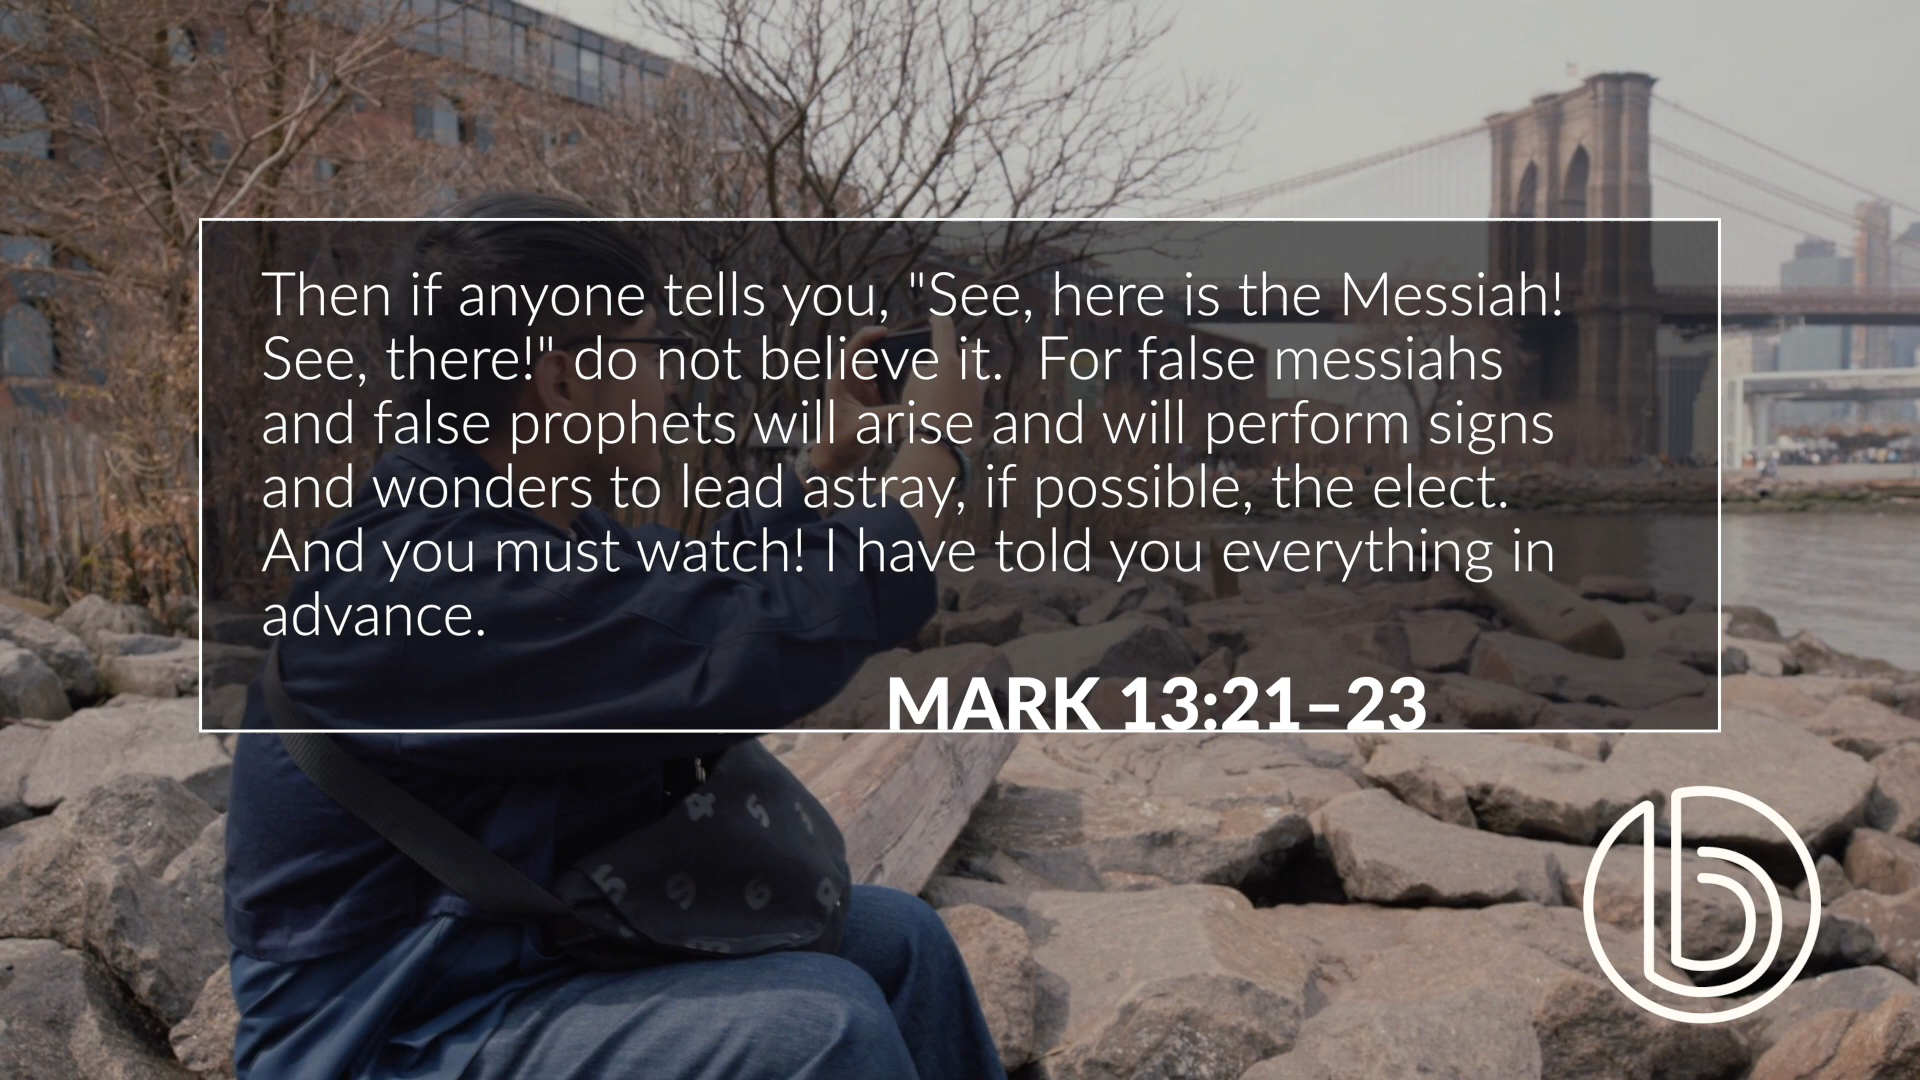 Then if anyone tells you, "See, here is the Messiah!
See, there!" do not believe it.  For false messiahs
and false prophets will arise and will perform signs
and wonders to lead astray, if possible, the elect.
And you must watch! I have told you everything in
advance.
MARK 13:21–23